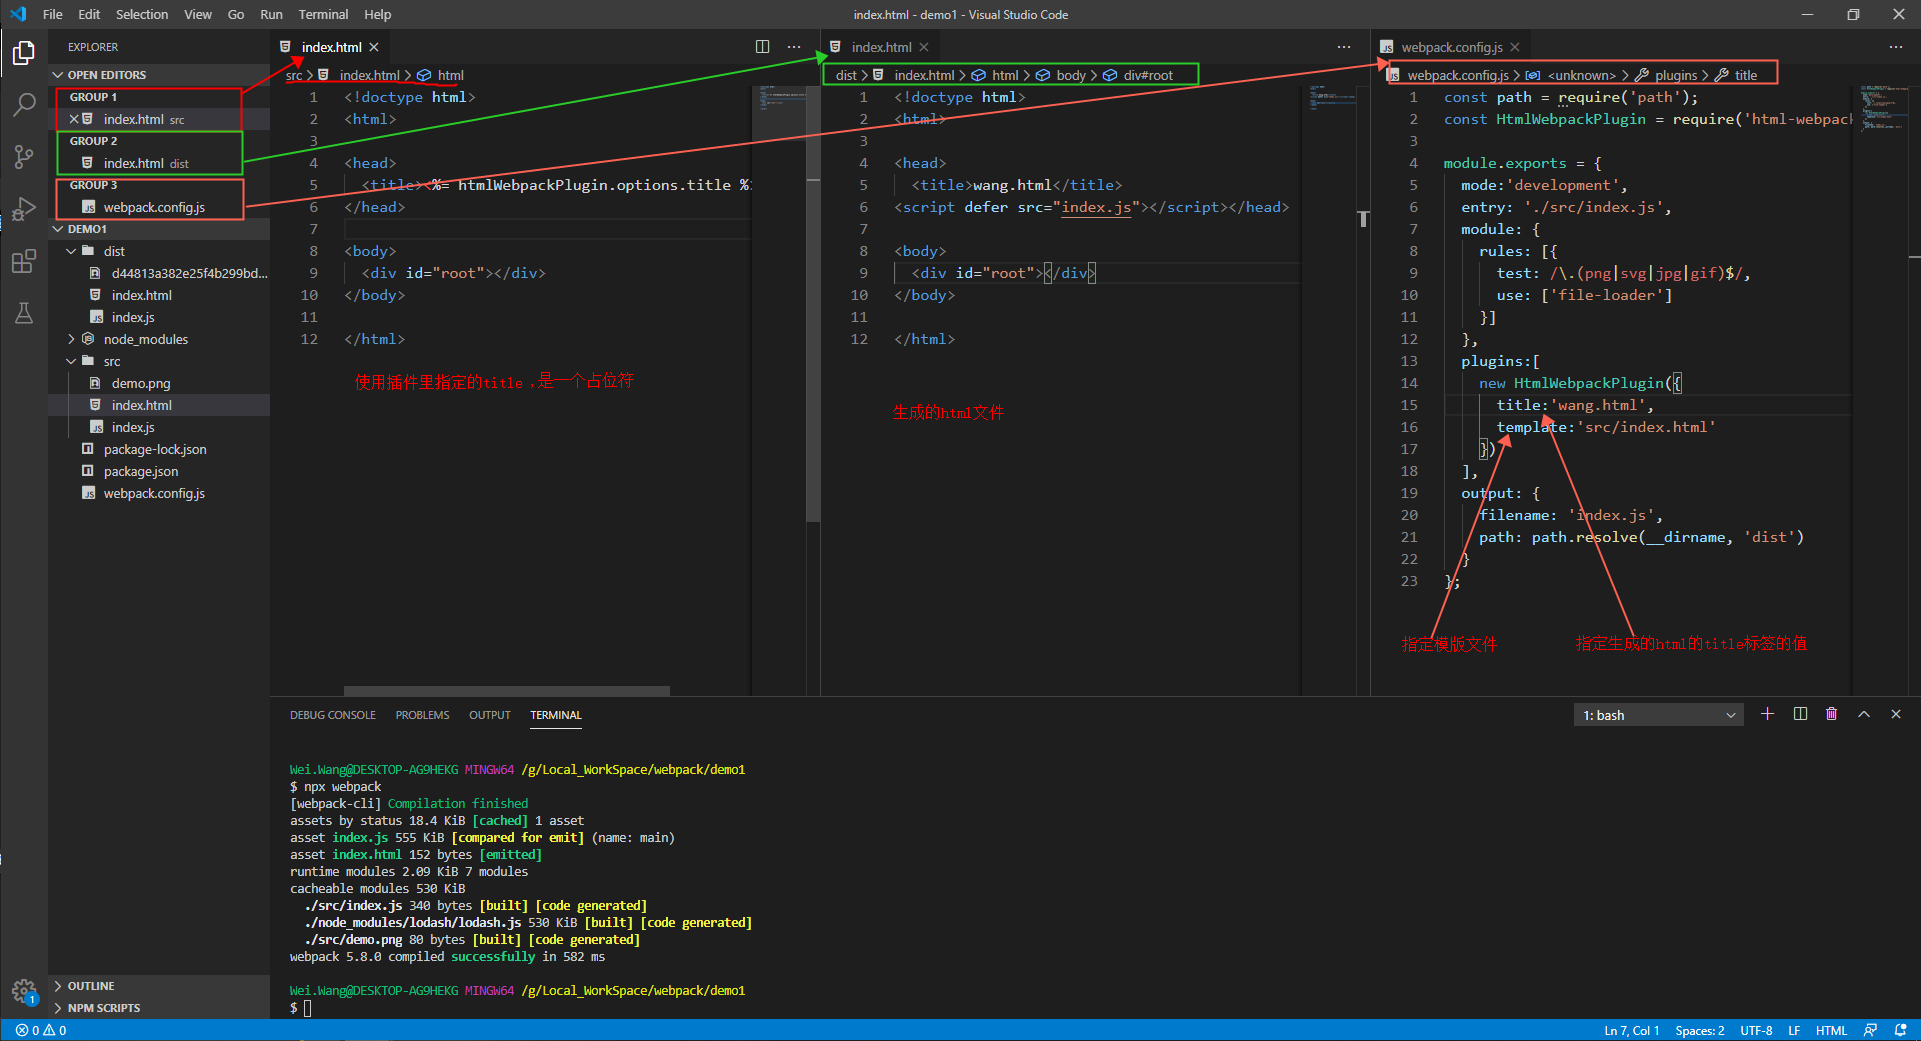 File Edit Selection View Go Run Terminal Help
index.html - demo1 - Visual Studio Code
EXPLORER
OPEN EDITORS
GROUP 1
index.html src
GROUP 2
index.html dist
GROUP 3
webpack.config.js
DEMO1
dist
d44813a382e25f4b299bd...
index.html
index.js
node_modules
src
demo.png
index.html
index.js
package-lock.json
package.json
webpack.config.js
OUTLINE
NPM SCRIPTS
index.html
src > index.html > html
1 <!doctype html>
2 <html>
3
4 <head>
5 <title><%= htmlWebpackPlugin.options.title %>
6 </head>
7
8 <body>
9 <div id="root"></div>
10 </body>
11
12 </html>
使用插件里指定的title ,是一个占位符
index.html
dist > index.html > html > body > div#root
1 <!doctype html>
2 <html>
3
4 <head>
5 <title>wang.html</title>
6 <script defer src="index.js"></script></head>
7
8 <body>
9 <div id="root"></div>
10 </body>
11
12 </html>
生成的html文件
webpack.config.js
webpack.config.js > <unknown> > plugins > title
1 const path = require('path');
2 const HtmlWebpackPlugin = require('html-webpack
3
4 module.exports = {
5 mode:'development',
6 entry: './src/index.js',
7 module: {
8 rules: [{
9 test: /\.(png|svg|jpg|gif)$/,
10 use: ['file-loader']
11 }]
12 },
13 plugins:[
14 new HtmlWebpackPlugin({
15 title:'wang.html',
16 template:'src/index.html'
17 })
18 ],
19 output: {
20 filename: 'index.js',
21 path: path.resolve(__dirname, 'dist')
22 }
23 };
指定模版文件
指定生成的html的title标签的值
DEBUG CONSOLE PROBLEMS OUTPUT TERMINAL
1: bash
Wei.Wang@DESKTOP-AG9HEKG MINGW64 /g/Local_WorkSpace/webpack/demo1
$ npx webpack
[webpack-cli] Compilation finished
assets by status 18.4 KiB [cached] 1 asset
asset index.js 555 KiB [compared for emit] (name: main)
asset index.html 152 bytes [emitted]
runtime modules 2.09 KiB 7 modules
cacheable modules 530 KiB
./src/index.js 340 bytes [built] [code generated]
./node_modules/lodash/lodash.js 530 KiB [built] [code generated]
./src/demo.png 80 bytes [built] [code generated]
webpack 5.8.0 compiled successfully in 582 ms
Wei.Wang@DESKTOP-AG9HEKG MINGW64 /g/Local_WorkSpace/webpack/demo1
$
1
0 0
Ln 7, Col 1 Spaces: 2 UTF-8 LF HTML